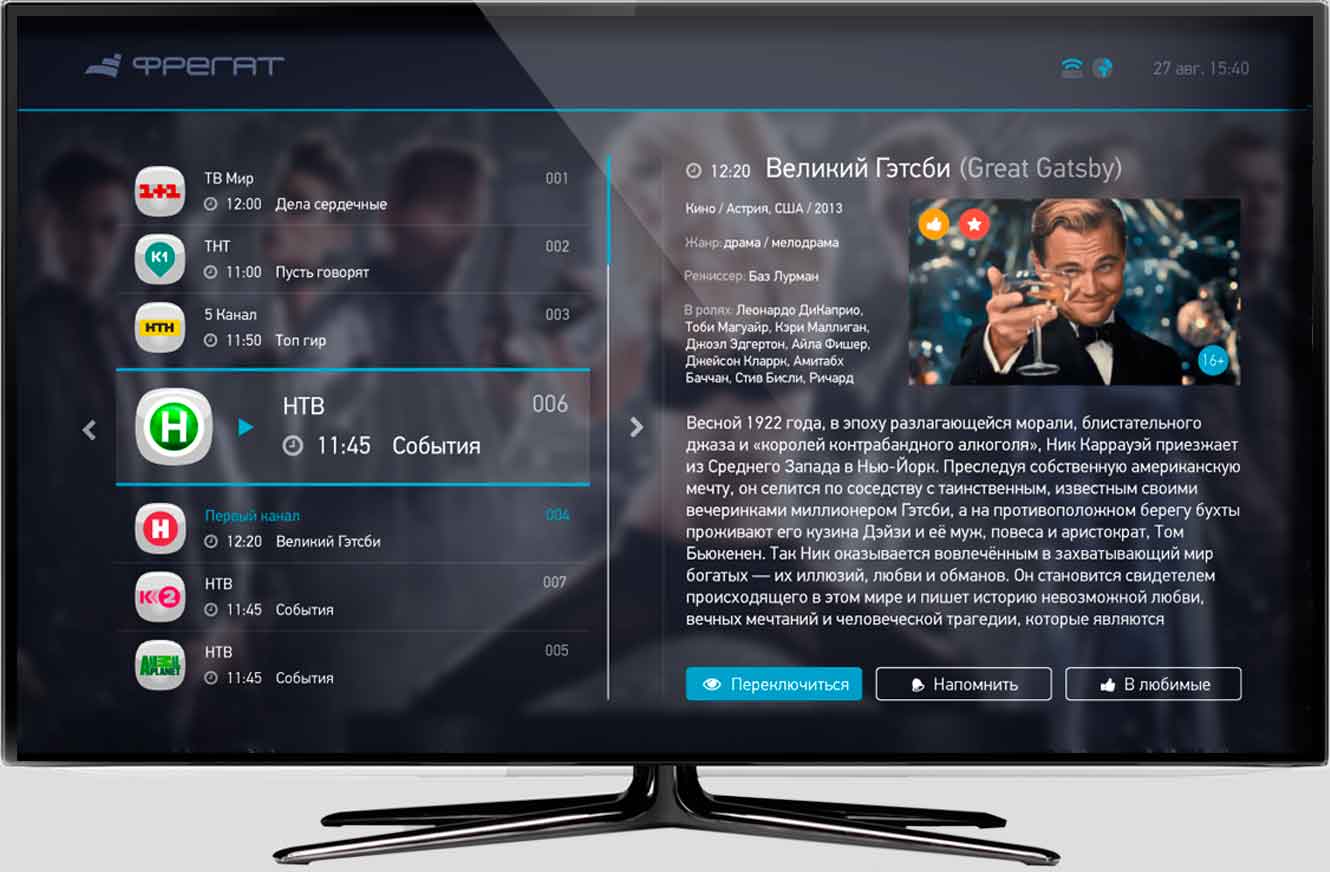 ФРЕГАТ
27 авг. 15:40
1+1
ТВ Мир
001
12:00 Дела сердечные
К1
ТНТ
002
11:00 Пусть говорят
НТН
5 Канал
003
11:50 Топ гир
Н
НТВ
006
11:45 События
Н
Первый канал
004
12:20 Великий Гэтсби
К2
НТВ
007
11:45 События
ANIMAL
PLANET
НТВ
005
11:45 События
12:20 Великий Гэтсби (Great Gatsby)
Кино / Астрия, США / 2013
Жанр: драма / мелодрама
Режиссер: Баз Лурман
В ролях: Леонардо ДиКаприо,
Тоби Магуайр, Кэри Маллиган,
Джоэл Эдгертон, Айла Фишер,
Джейсон Кларрк, Амитабх
Баччан, Стив Бисли, Ричард
16+
Весной 1922 года, в эпоху разлагающейся морали, блистательного
джаза и «королей контрабандного алкоголя», Ник Каррауэй приезжает
из Среднего Запада в Нью-Йорк. Преследуя собственную американскую
мечту, он селится по соседству с таинственным, известным своими
вечеринками миллионером Гэтсби, а на противоположном берегу бухты
проживают его кузина Дэйзи и её муж, повеса и аристократ, Том
Бьюкенен. Так Ник оказывается вовлечённым в захватывающий мир
богатых — их иллюзий, любви и обманов. Он становится свидетелем
происходящего в этом мире и пишет историю невозможной любви,
вечных мечтаний и человеческой трагедии, которые являются
Переключиться
Напомнить
В любимые